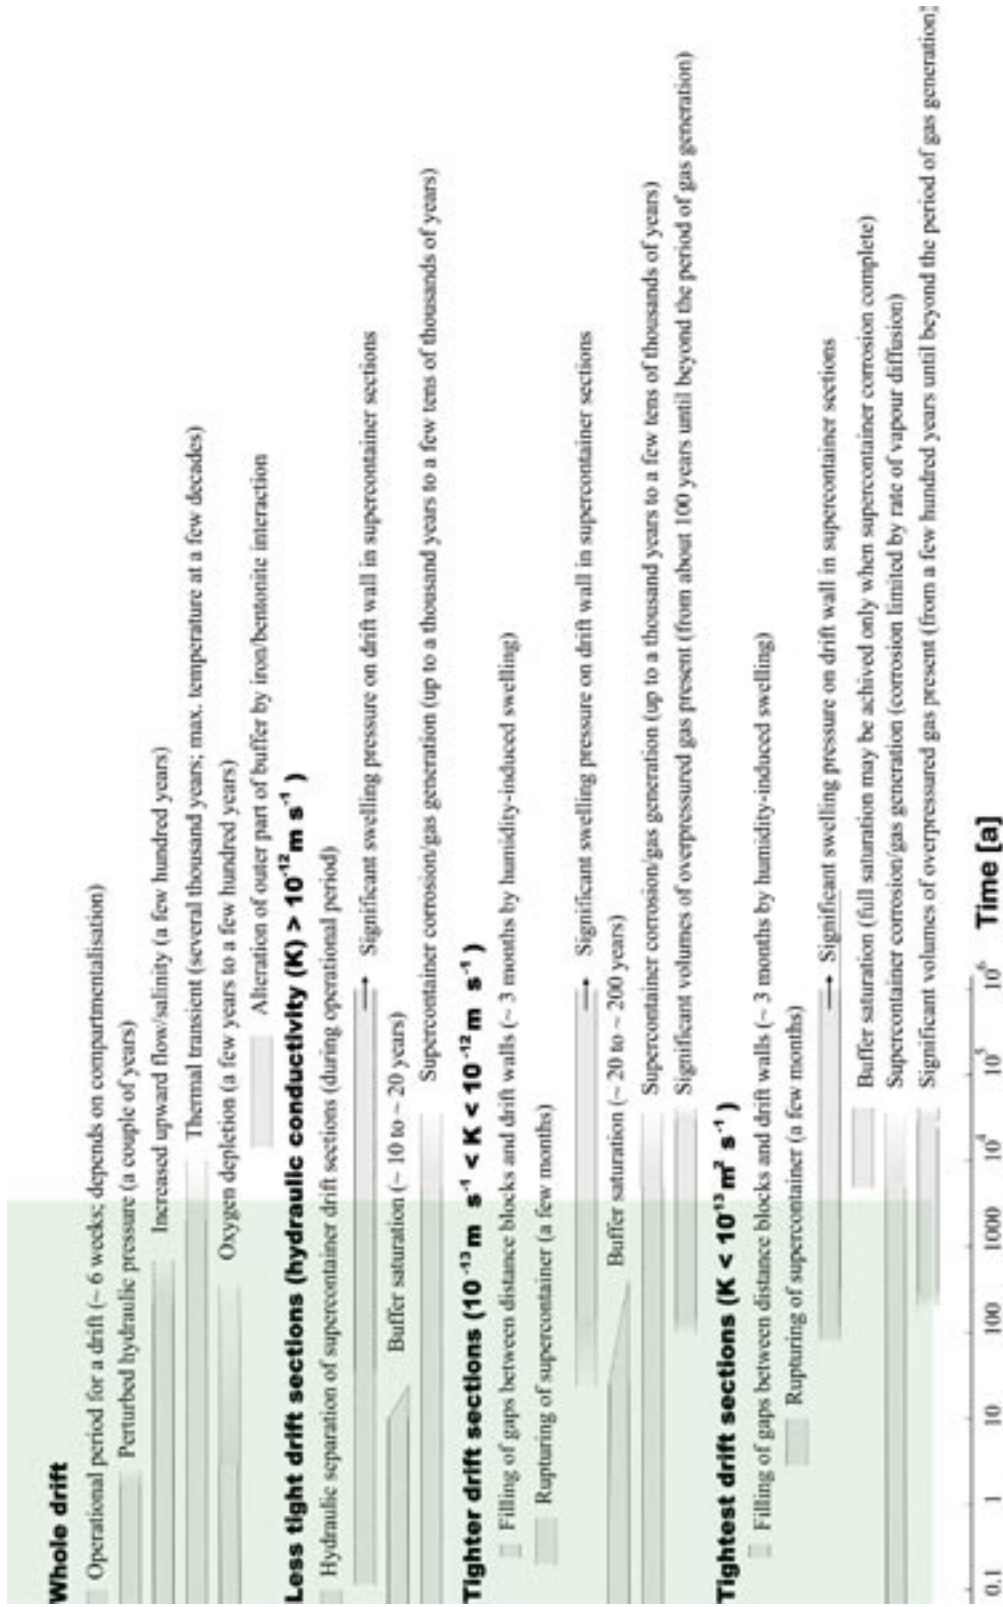 Whole drift
Operational period for a drift (~ 6 weeks; depends on compartmentalisation)
Perturbed hydraulic pressure (a couple of years)
Increased upward flow/salinity (a few hundred years)
Thermal transient (several thousand years; max. temperature at a few decades)
Oxygen depletion (a few years to a few hundred years)
Alteration of outer part of buffer by iron/bentonite interaction
Less tight drift sections (hydraulic conductivity (K) > 10⁻¹² m s⁻¹ )
Hydraulic separation of supercontainer drift sections (during operational period)
Significant swelling pressure on drift wall in supercontainer sections
Buffer saturation (~ 10 to ~ 20 years)
Supercontainer corrosion/gas generation (up to a thousand years to a few tens of thousands of years)
Tighter drift sections (10⁻¹³ m s⁻¹ < K < 10⁻¹² m s⁻¹ )
Filling of gaps between distance blocks and drift walls (~ 3 months by humidity-induced swelling)
Rupturing of supercontainer (a few months)
Significant swelling pressure on drift wall in supercontainer sections
Buffer saturation (~ 20 to ~ 200 years)
Supercontainer corrosion/gas generation (up to a thousand years to a few tens of thousands of years)
Significant volumes of overpressured gas present (from about 100 years until beyond the period of gas generation)
Tightest drift sections (K < 10⁻¹³ m² s⁻¹ )
Filling of gaps between distance blocks and drift walls (~ 3 months by humidity-induced swelling)
Rupturing of supercontainer (a few months)
Significant swelling pressure on drift wall in supercontainer sections
Buffer saturation (full saturation may be achived only when supercontainer corrosion complete)
Supercontainer corrosion/gas generation (corrosion limited by rate of vapour diffusion)
Significant volumes of overpressured gas present (from a few hundred years until beyond the period of gas generation)
0.1 1 10 100 1000 10⁴ 10⁵ 10⁶ Time [a]